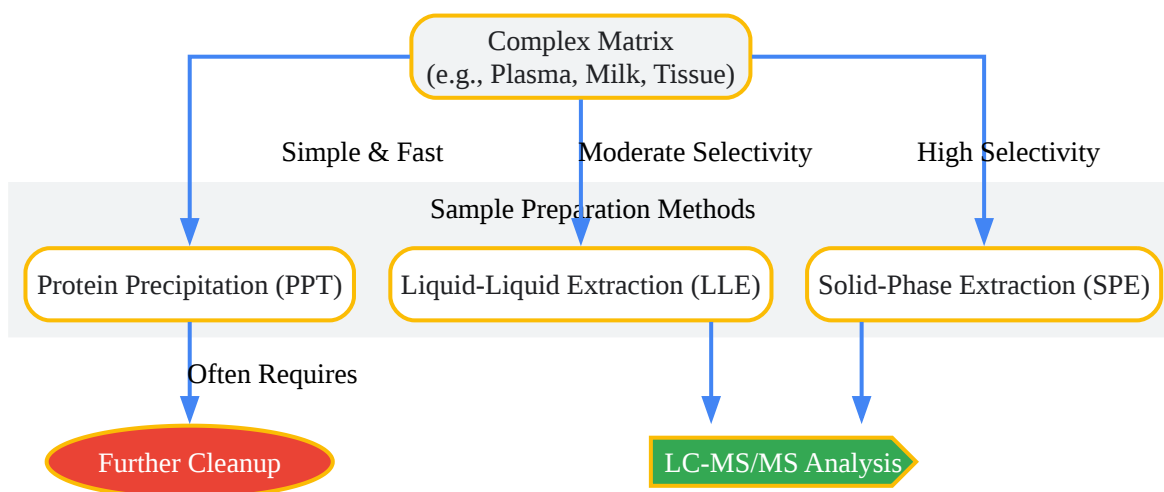 Complex Matrix
(e.g., Plasma, Milk, Tissue)
Simple & Fast
Moderate Selectivity
High Selectivity
Sample Preparation Methods
Protein Precipitation (PPT)
Liquid-Liquid Extraction (LLE)
Solid-Phase Extraction (SPE)
Often Requires
Further Cleanup
LC-MS/MS Analysis